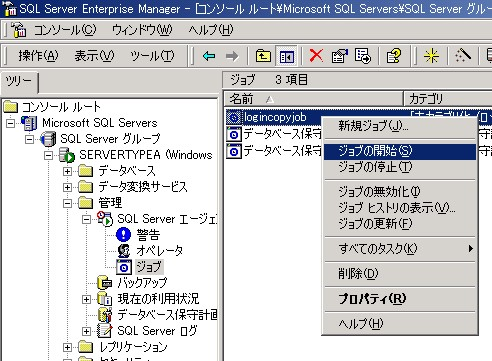 SQL Server Enterprise Manager - [コンソール ルート¥Microsoft SQL Servers¥SQL Server グルー
コンソール(C) ウィンドウ(W) ヘルプ(H)
操作(A) 表示(V) ツール(T)
ツリー
ジョブ 3 項目
名前 カテゴリ
コンソール ルート
Microsoft SQL Servers
SQL Server グループ
SERVERTYPEA (Windows
データベース
データ変換サービス
管理
SQL Server エージェ
警告
オペレータ
ジョブ
バックアップ
現在の利用状況
データベース保守計画
SQL Server ログ
レプリケーション
logincopyjob
データベース保守
データベース保守
新規ジョブ(J)...
ジョブの開始(S)
ジョブの停止(T)
ジョブの無効化(I)
ジョブ ヒストリの表示(V)...
ジョブの更新(F)
すべてのタスク(K)
削除(D)
プロパティ(R)
ヘルプ(H)